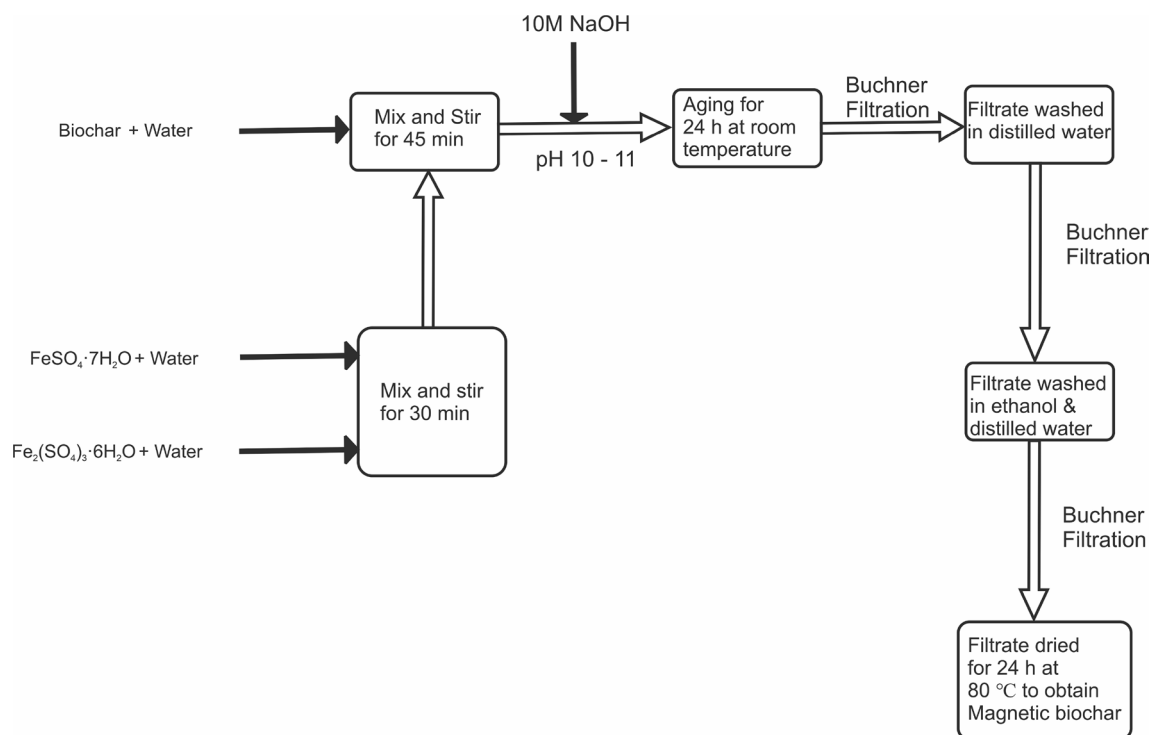 10M NaOH
Biochar + Water
Mix and Stir
for 45 min
pH 10 - 11
Aging for
24 h at room
temperature
Buchner
Filtration
Filtrate washed
in distilled water
Buchner
Filtration
FeSO₄·7H₂O + Water
Fe₂(SO₄)₃·6H₂O + Water
Mix and stir
for 30 min
Filtrate washed
in ethanol &
distilled water
Buchner
Filtration
Filtrate dried
for 24 h at
80 °C to obtain
Magnetic biochar